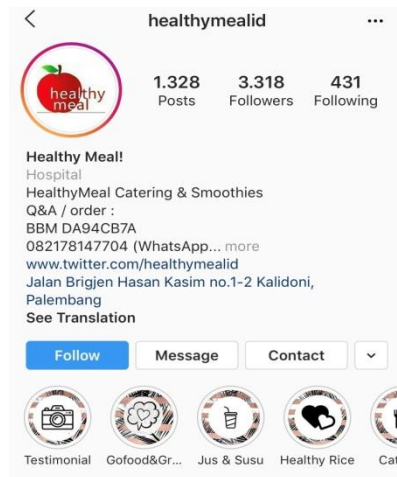 healthymealid
healthy
meal
1.328 3.318 431
Posts Followers Following
Healthy Meal!
Hospital
HealthyMeal Catering & Smoothies
Q&A / order :
BBM DA94CB7A
082178147704 (WhatsApp... more
www.twitter.com/healthymealid
Jalan Brigjen Hasan Kasim no.1-2 Kalidoni,
Palembang
See Translation
Follow Message Contact
Testimonial Gofood&Gr... Jus & Susu Healthy Rice Cat